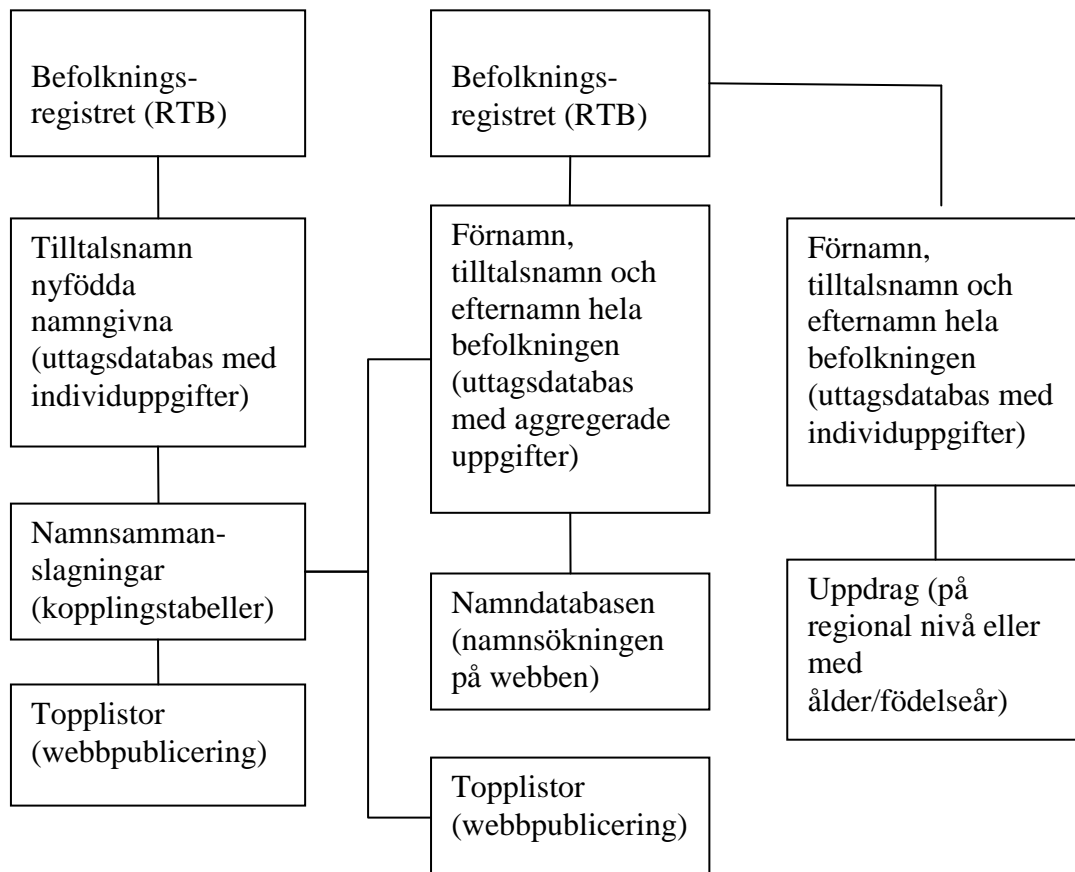 Befolknings-
registret (RTB)
Tilltalsnamn
nyfödda
namngivna
(uttagsdatabas med
individuppgifter)
Namnsamman-
slagningar
(kopplingstabeller)
Topplistor
(webbpublicering)
Befolknings-
registret (RTB)
Förnamn,
tilltalsnamn och
efternamn hela
befolkningen
(uttagsdatabas
med aggregerade
uppgifter)
Namndatabasen
(namnsökningen
på webben)
Topplistor
(webbpublicering)
Förnamn,
tilltalsnamn och
efternamn hela
befolkningen
(uttagsdatabas med
individuppgifter)
Uppdrag (på
regional nivå eller
med
ålder/födelseår)